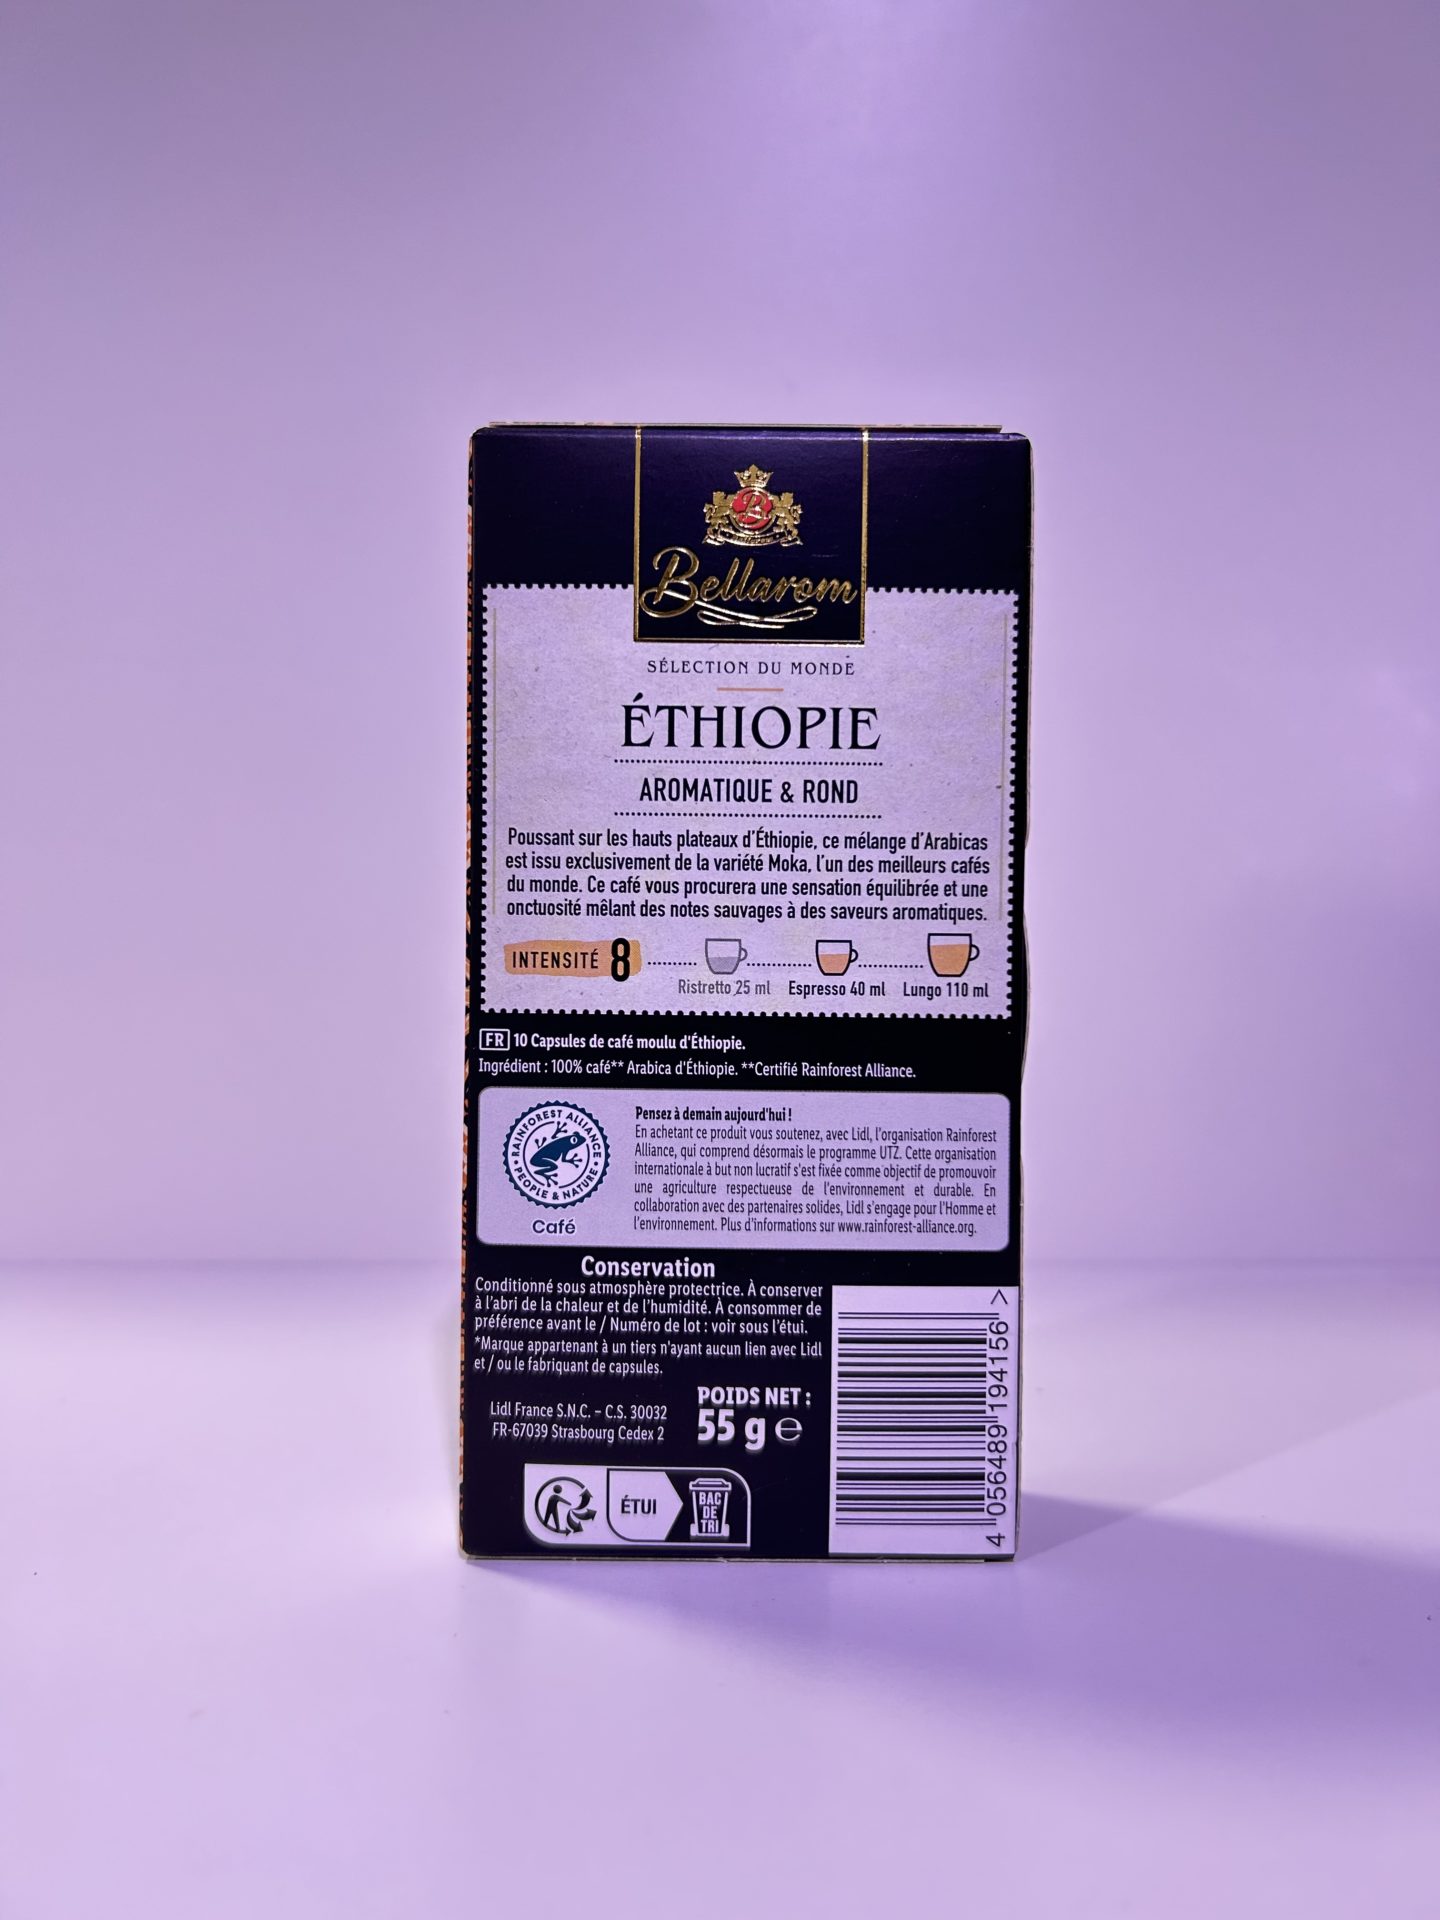 Bellarom
SÉLECTION DU MONDE
ÉTHIOPIE
AROMATIQUE & ROND
Poussant sur les hauts plateaux d'Éthiopie, ce mélange d'Arabicas
est issu exclusivement de la variété Moka, l'un des meilleurs cafés
du monde. Ce café vous procurera une sensation équilibrée et une
onctuosité mêlant des notes sauvages à des saveurs aromatiques.
INTENSITÉ 8
Ristretto 25 ml Espresso 40 ml Lungo 110 ml
FR 10 Capsules de café moulu d'Éthiopie.
Ingrédient : 100% café** Arabica d'Éthiopie. **Certifié Rainforest Alliance.
RAINFOREST ALLIANCE
PEOPLE & NATURE
Café
Pensez à demain aujourd'hui !
En achetant ce produit vous soutenez, avec Lidl, l'organisation Rainforest
Alliance, qui comprend désormais le programme UTZ. Cette organisation
internationale à but non lucratif s'est fixée comme objectif de promouvoir
une agriculture respectueuse de l'environnement et durable. En
collaboration avec des partenaires solides, Lidl s'engage pour l'Homme et
l'environnement. Plus d'informations sur www.rainforest-alliance.org.
Conservation
Conditionné sous atmosphère protectrice. À conserver
à l'abri de la chaleur et de l'humidité. À consommer de
préférence avant le / Numéro de lot : voir sous l'étui.
*Marque appartenant à un tiers n'ayant aucun lien avec Lidl
et / ou le fabriquant de capsules.
Lidl France S.N.C. – C.S. 30032
FR-67039 Strasbourg Cedex 2
POIDS NET :
55 g e
ÉTUI
BAC
DE
TRI
4 056489 194156 >